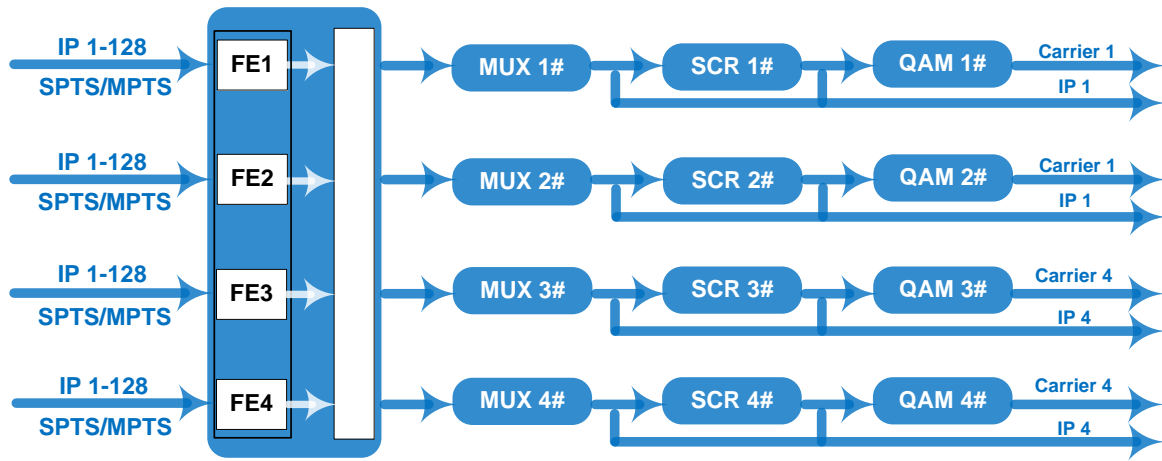 IP 1-128
SPTS/MPTS
FE1
MUX 1#
SCR 1#
QAM 1#
Carrier 1
IP 1
IP 1-128
SPTS/MPTS
FE2
MUX 2#
SCR 2#
QAM 2#
Carrier 1
IP 1
IP 1-128
SPTS/MPTS
FE3
MUX 3#
SCR 3#
QAM 3#
Carrier 4
IP 4
IP 1-128
SPTS/MPTS
FE4
MUX 4#
SCR 4#
QAM 4#
Carrier 4
IP 4